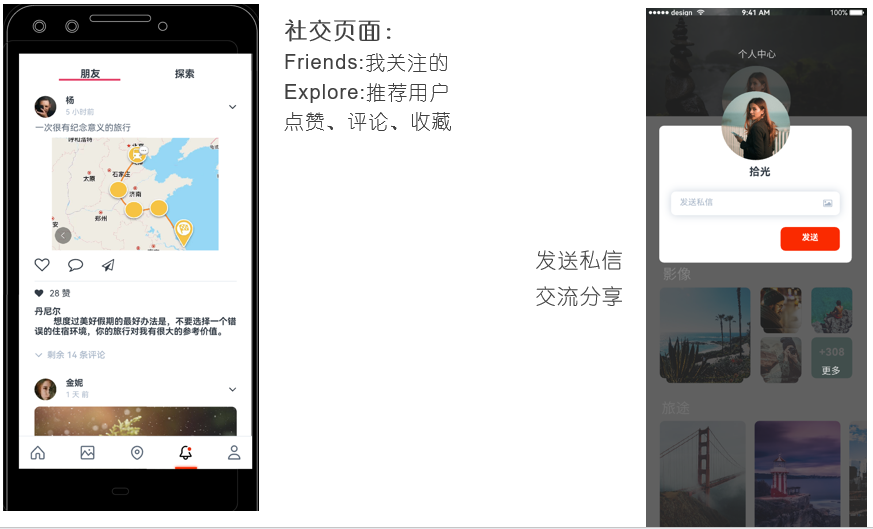 朋友
探索
杨
5 小时前
一次很有纪念意义的旅行
呼和浩特
北京
石家庄
太原
济南
郑州
28 赞
丹尼尔
想度过美好假期的最好办法是，不要选择一个错
误的住宿环境，你的旅行对我有很大的参考价值。
剩余 14 条评论
金妮
1 天 前
社交页面：
Friends:我关注的
Explore:推荐用户
点赞、评论、收藏
发送私信
交流分享
design
9:41 AM
100%
个人中心
拾光
发送私信
发送
影像
+308
更多
旅途